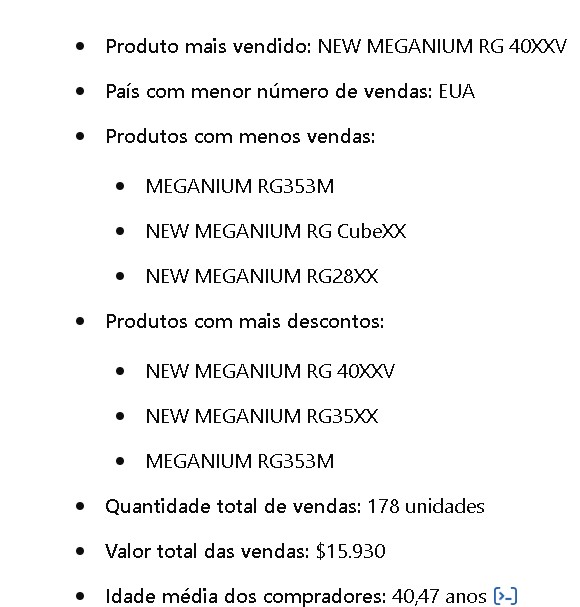 Produto mais vendido: NEW MEGANIUM RG 40XXV
País com menor número de vendas: EUA
Produtos com menos vendas:
MEGANIUM RG353M
NEW MEGANIUM RG CubeXX
NEW MEGANIUM RG28XX
Produtos com mais descontos:
NEW MEGANIUM RG 40XXV
NEW MEGANIUM RG35XX
MEGANIUM RG353M
Quantidade total de vendas: 178 unidades
Valor total das vendas: $15.930
Idade média dos compradores: 40,47 anos